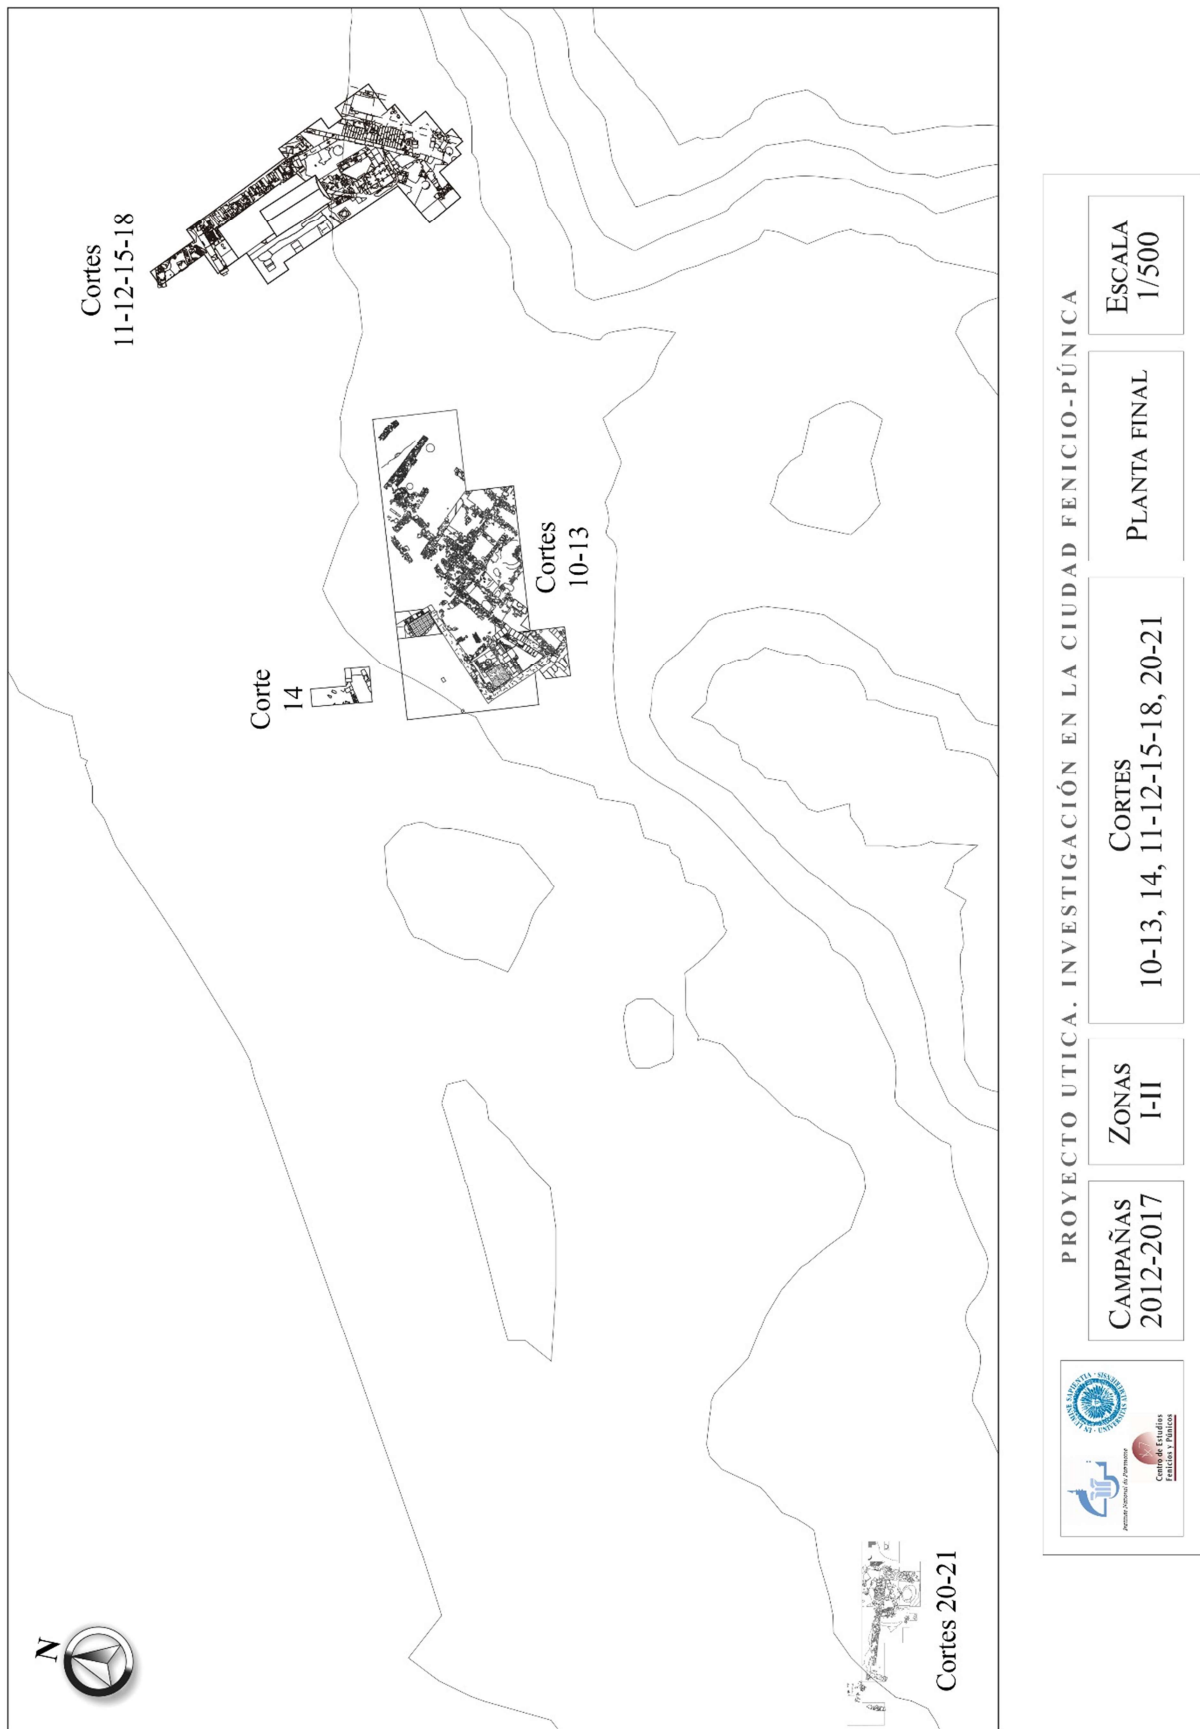 N
Cortes
11-12-15-18
Corte
14
Cortes
10-13
Cortes 20-21
PROYECTO UTICA. INVESTIGACIÓN EN LA CIUDAD FENICIO-PÚNICA
CAMPAÑAS
2012-2017
ZONAS
I-II
CORTES
10-13, 14, 11-12-15-18, 20-21
PLANTA FINAL
ESCALA
1/500
Centro de Estudios
Fenicios y Púnicos